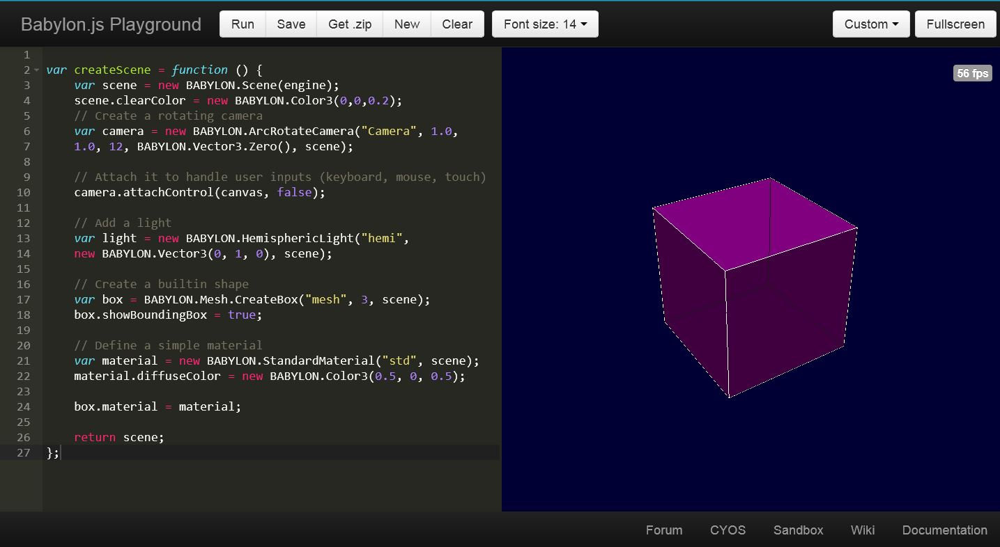 Babylon.js Playground Run Save Get .zip New Clear Font size: 14 Custom Fullscreen
1
2 var createScene = function () {
3 var scene = new BABYLON.Scene(engine);
4 scene.clearColor = new BABYLON.Color3(0,0,0.2);
5 // Create a rotating camera
6 var camera = new BABYLON.ArcRotateCamera("Camera", 1.0,
7 1.0, 12, BABYLON.Vector3.Zero(), scene);
8
9 // Attach it to handle user inputs (keyboard, mouse, touch)
10 camera.attachControl(canvas, false);
11
12 // Add a light
13 var light = new BABYLON.HemisphericLight("hemi",
14 new BABYLON.Vector3(0, 1, 0), scene);
15
16 // Create a builtin shape
17 var box = BABYLON.Mesh.CreateBox("mesh", 3, scene);
18 box.showBoundingBox = true;
19
20 // Define a simple material
21 var material = new BABYLON.StandardMaterial("std", scene);
22 material.diffuseColor = new BABYLON.Color3(0.5, 0, 0.5);
23
24 box.material = material;
25
26 return scene;
27 };
56 fps
Forum CYOS Sandbox Wiki Documentation